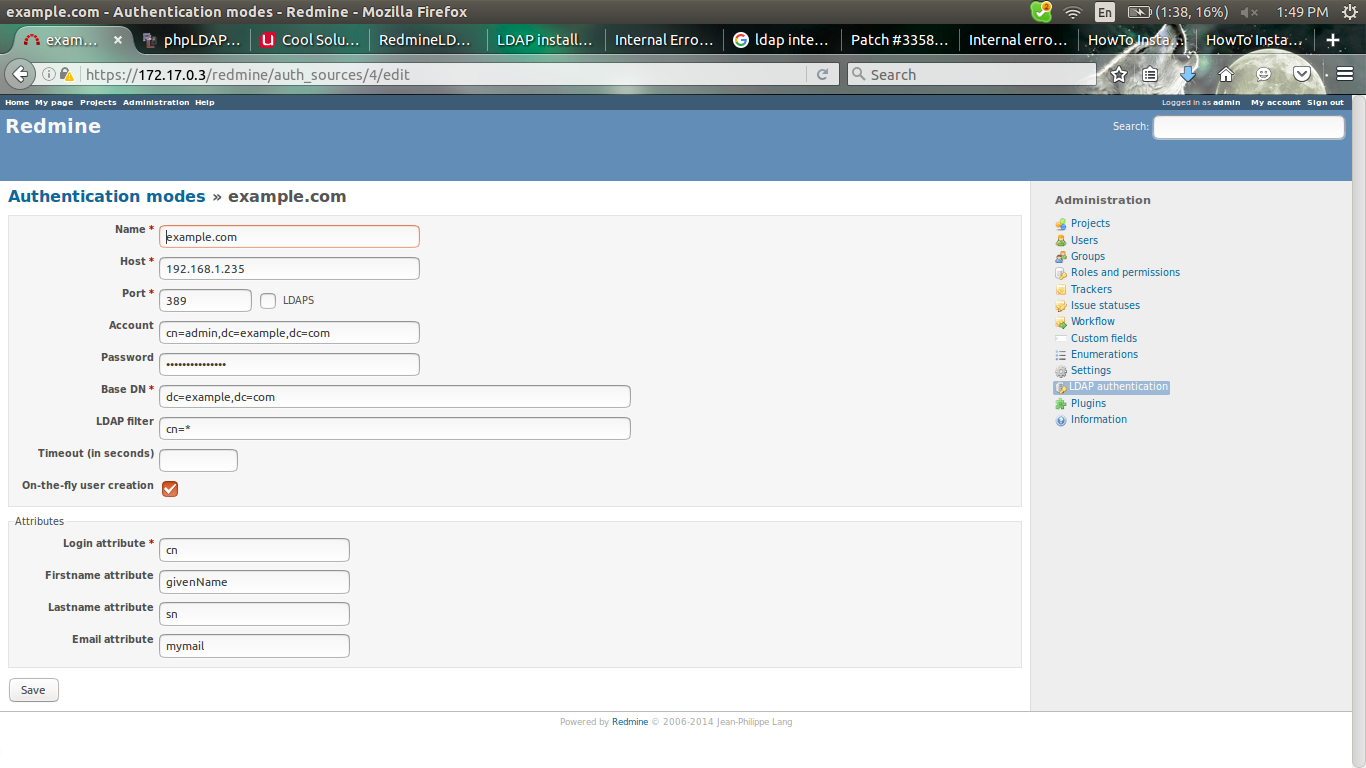 example.com - Authentication modes - Redmine - Mozilla Firefox
En (1:38, 16%) 1:49 PM
exam… × phpLDAP… Cool Solu… RedmineLD… LDAP install… Internal Erro… ldap inte… Patch #3358… Internal erro… HowTo Insta… HowTo Insta… +
https://172.17.0.3/redmine/auth_sources/4/edit Search
Home My page Projects Administration Help Logged in as admin My account Sign out
Redmine Search:
Authentication modes » example.com
Name * example.com
Host * 192.168.1.235
Port * 389 LDAPS
Account cn=admin,dc=example,dc=com
Password •••••••••••••••
Base DN * dc=example,dc=com
LDAP filter cn=*
Timeout (in seconds)
On-the-fly user creation
Attributes
Login attribute * cn
Firstname attribute givenName
Lastname attribute sn
Email attribute mymail
Save
Administration
Projects
Users
Groups
Roles and permissions
Trackers
Issue statuses
Workflow
Custom fields
Enumerations
Settings
LDAP authentication
Plugins
Information
Powered by Redmine © 2006-2014 Jean-Philippe Lang